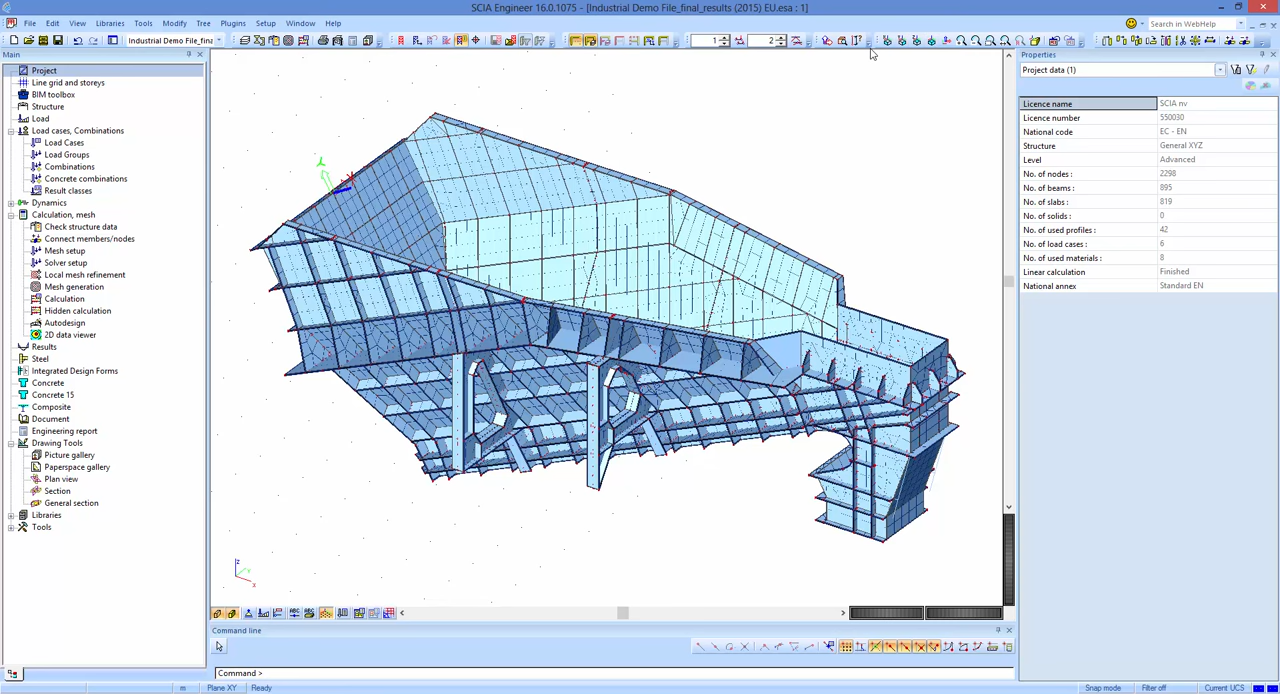 SCIA Engineer 16.0.1075 - [Industrial Demo File_final_results (2015) EU.esa : 1]
File Edit View Libraries Tools Modify Tree Plugins Setup Window Help
Search in WebHelp
Industrial Demo File_fina
1
2
Main
Project
Line grid and storeys
BIM toolbox
Structure
Load
Load cases, Combinations
Load Cases
Load Groups
Combinations
Concrete combinations
Result classes
Dynamics
Calculation, mesh
Check structure data
Connect members/nodes
Mesh setup
Solver setup
Local mesh refinement
Mesh generation
Calculation
Hidden calculation
Autodesign
2D data viewer
Results
Steel
Integrated Design Forms
Concrete
Concrete 15
Composite
Document
Engineering report
Drawing Tools
Picture gallery
Paperspace gallery
Plan view
Section
General section
Libraries
Tools
Properties
Project data (1)
Licence name SCIA nv
Licence number 550030
National code EC - EN
Structure General XYZ
Level Advanced
No. of nodes : 2298
No. of beams : 895
No. of slabs : 819
No. of solids : 0
No. of used profiles : 42
No. of load cases : 6
No. of used materials : 8
Linear calculation Finished
National annex Standard EN
Command line
Command >
m Plane XY Ready
Snap mode Filter off Current UCS